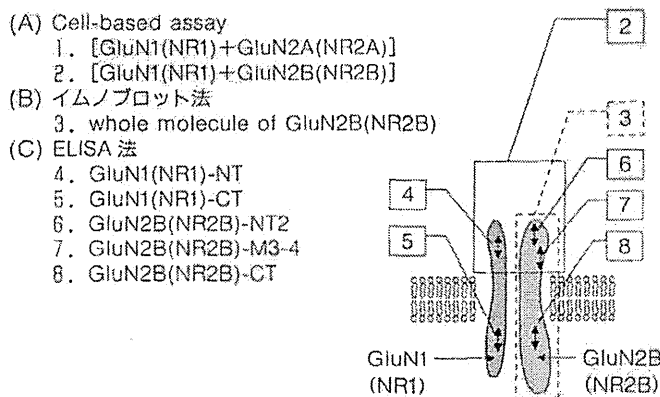 (A) Cell-based assay
1. [GluN1(NR1)+GluN2A(NR2A)]
2. [GluN1(NR1)+GluN2B(NR2B)]
(B) イムノブロット法
3. whole molecule of GluN2B(NR2B)
(C) ELISA 法
4. GluN1(NR1)-NT
5. GluN1(NR1)-CT
6. GluN2B(NR2B)-NT2
7. GluN2B(NR2B)-M3-4
8. GluN2B(NR2B)-CT
2
3
6
4
7
5
8
GluN1
(NR1)
GluN2B
(NR2B)